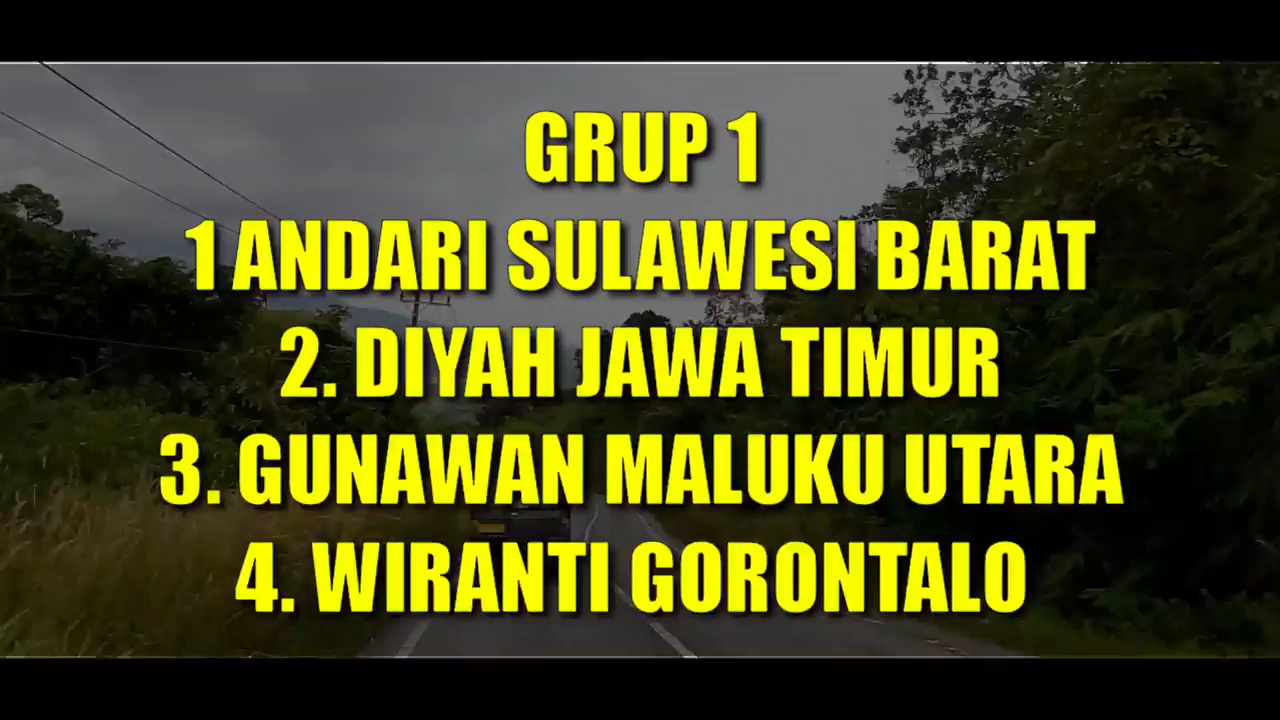 GRUP 1
1 ANDARI SULAWESI BARAT
2. DIYAH JAWA TIMUR
3. GUNAWAN MALUKU UTARA
4. WIRANTI GORONTALO